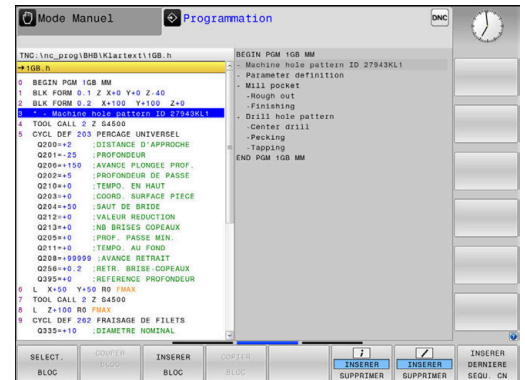 Mode Manuel
Programmation
DNC
TNC:\nc_prog\BHB\Klartext\1GB.h
→1GB.h
0 BEGIN PGM 1GB MM
1 BLK FORM 0.1 Z X+0 Y+0 Z-40
2 BLK FORM 0.2 X+100 Y+100 Z+0
3 * - Machine hole pattern ID 27943KL1
4 TOOL CALL 2 Z S4500
5 CYCL DEF 203 PERCAGE UNIVERSEL
Q200=+2 ;DISTANCE D'APPROCHE
Q201=-25 ;PROFONDEUR
Q206=+150 ;AVANCE PLONGEE PROF.
Q202=+5 ;PROFONDEUR DE PASSE
Q210=+0 ;TEMPO. EN HAUT
Q203=+0 ;COORD. SURFACE PIECE
Q204=+50 ;SAUT DE BRIDE
Q212=+0 ;VALEUR REDUCTION
Q213=+0 ;NB BRISES COPEAUX
Q205=+0 ;PROF. PASSE MIN.
Q211=+0 ;TEMPO. AU FOND
Q208=+99999 ;AVANCE RETRAIT
Q256=+0.2 ;RETR. BRISE-COPEAUX
Q395=+0 ;REFERENCE PROFONDEUR
6 L X+50 Y+50 R0 FMAX
7 TOOL CALL 2 Z S4500
8 L Z+100 R0 FMAX
9 CYCL DEF 262 FRAISAGE DE FILETS
Q335=+10 ;DIAMETRE NOMINAL
BEGIN PGM 1GB MM
- Machine hole pattern ID 27943KL1
- Parameter definition
- Mill pocket
-Rough out
-Finishing
- Drill hole pattern
-Center drill
-Pecking
-Tapping
END PGM 1GB MM
SELECT.
BLOC
COUPER
BLOC
INSERER
BLOC
COPIER
BLOC
INSERER
SUPPRIMER
INSERER
SUPPRIMER
INSERER
DERNIERE
SEQU. CN